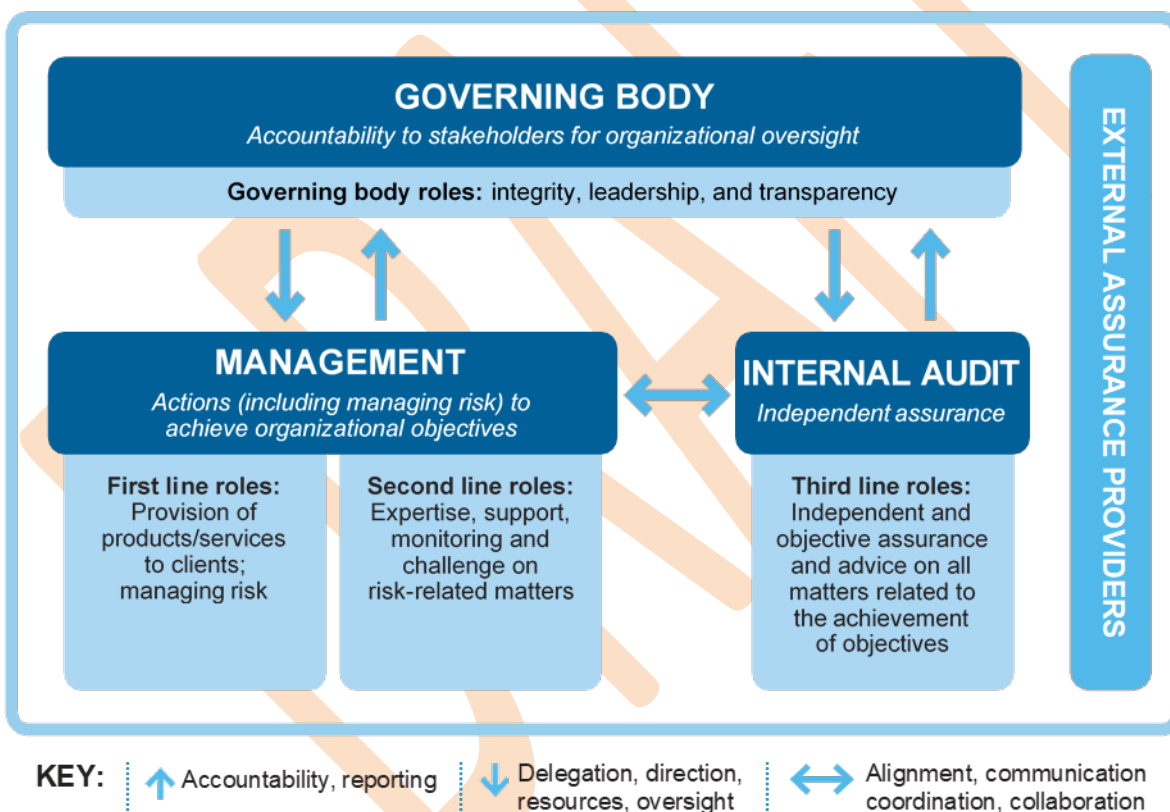 GOVERNING BODY
Accountability to stakeholders for organizational oversight
Governing body roles: integrity, leadership, and transparency
MANAGEMENT
Actions (including managing risk) to
achieve organizational objectives
First line roles:
Provision of
products/services
to clients;
managing risk
Second line roles:
Expertise, support,
monitoring and
challenge on
risk-related matters
INTERNAL AUDIT
Independent assurance
Third line roles:
Independent and
objective assurance
and advice on all
matters related to
the achievement
of objectives
EXTERNAL ASSURANCE PROVIDERS
KEY:
Accountability, reporting
Delegation, direction,
resources, oversight
Alignment, communication
coordination, collaboration